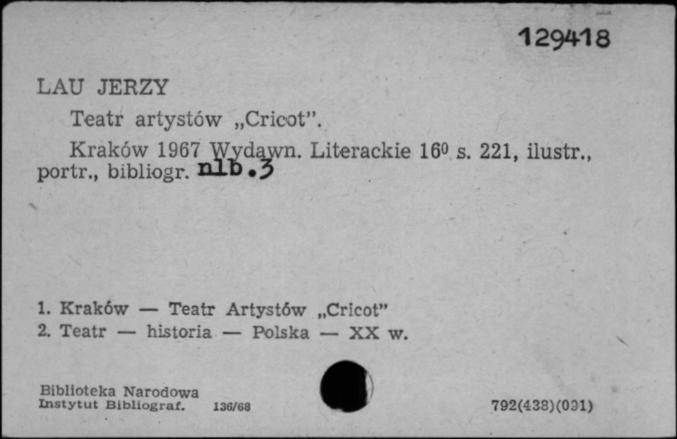 129418
LAU JERZY
Teatr artystów „Cricot”.
Kraków 1967 Wydawn. Literackie 16⁰ s. 221, ilustr.,
portr., bibliogr. nlb.3
1. Kraków — Teatr Artystów „Cricot”
2. Teatr — historia — Polska — XX w.
Biblioteka Narodowa
Instytut Bibliograf. 136/68
792(438)(091)